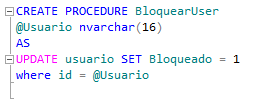 CREATE PROCEDURE BloquearUser
@Usuario nvarchar(16)
AS
UPDATE usuario SET Bloqueado = 1
where id = @Usuario